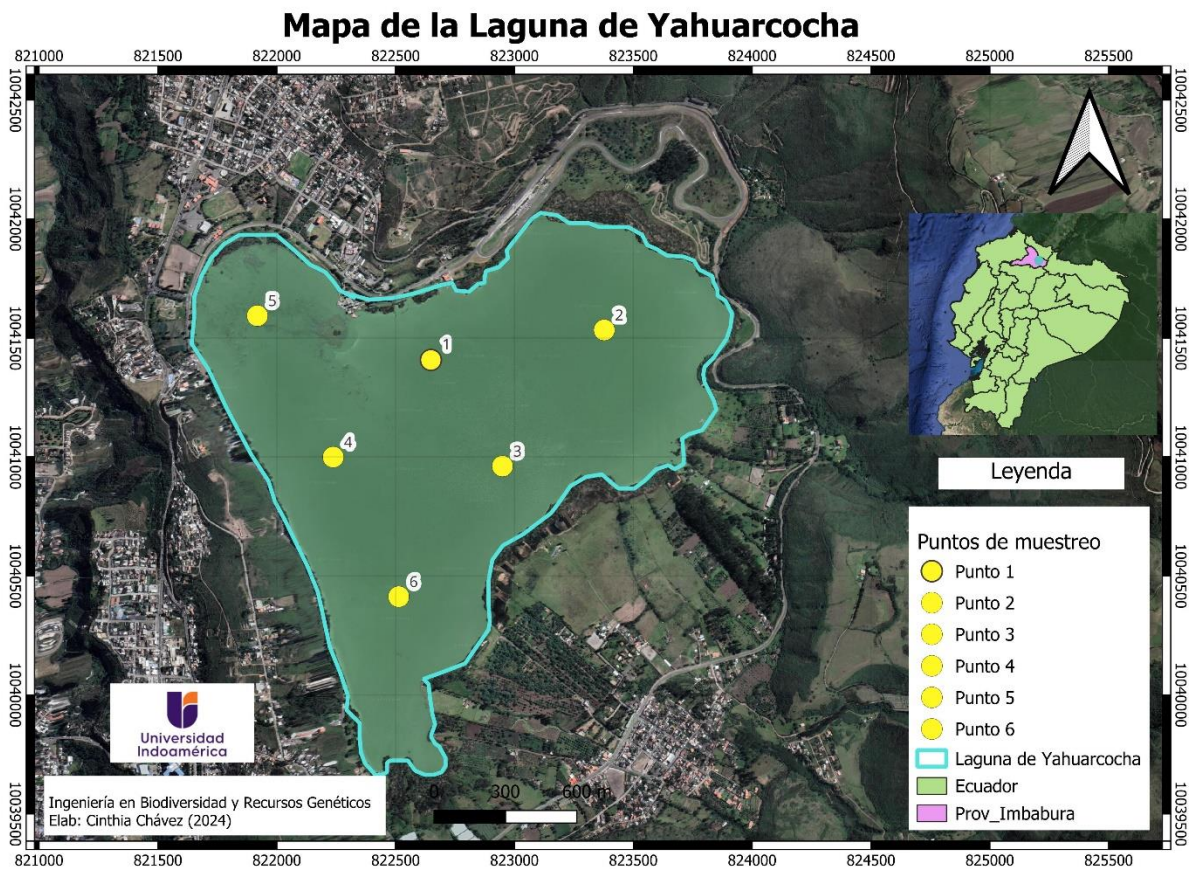 Mapa de la Laguna de Yahuarcocha
821000 821500 822000 822500 823000 823500 824000 824500 825000 825500
10042500 10042500
10042000 10042000
5
2
1
10041500 10041500
4
3
10041000 10041000
Leyenda
Puntos de muestreo
Punto 1
Punto 2
Punto 3
Punto 4
Punto 5
Punto 6
Laguna de Yahuarcocha
Ecuador
Prov_Imbabura
6
10040500 10040500
10040000 10040000
Universidad
Indoamérica
0 300 600 m
Ingeniería en Biodiversidad y Recursos Genéticos
Elab: Cinthia Chávez (2024)
10039500 10039500
821000 821500 822000 822500 823000 823500 824000 824500 825000 825500